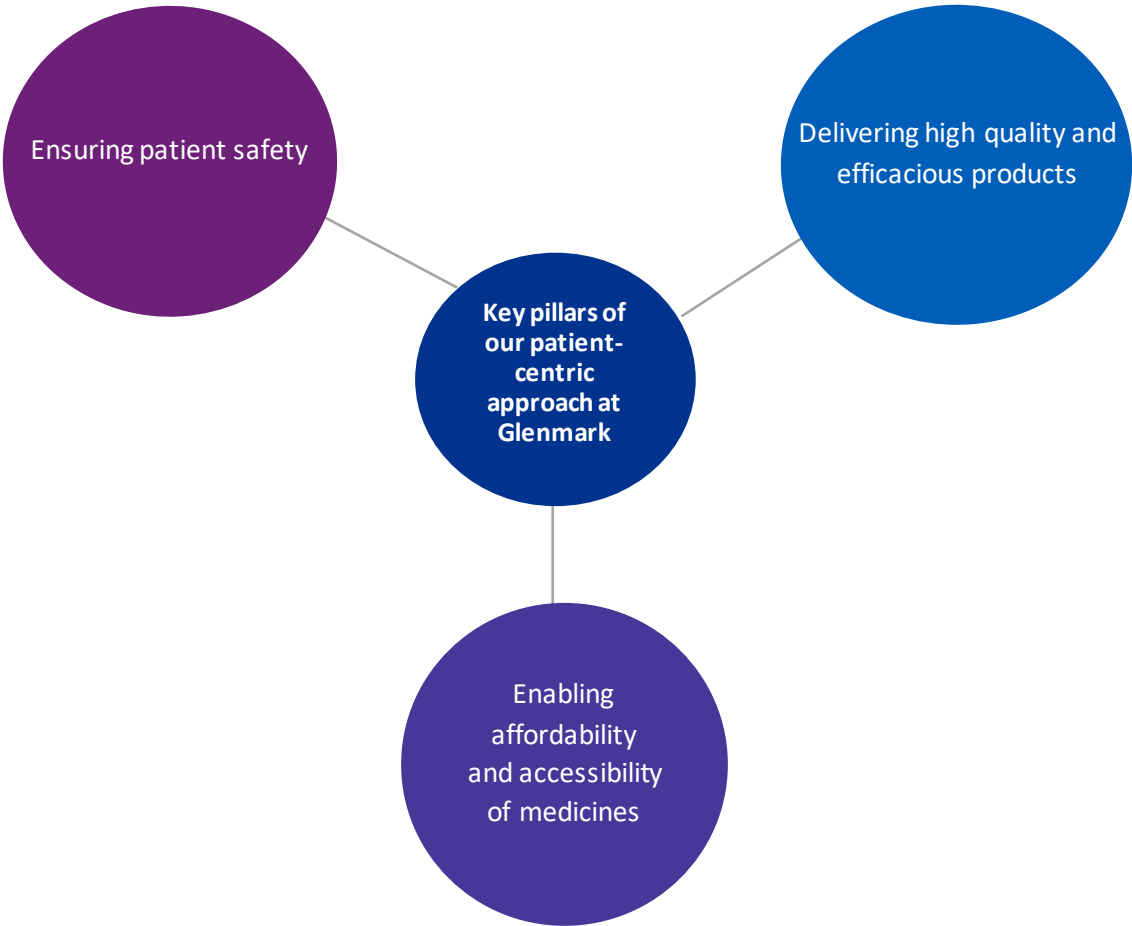 Ensuring patient safety
Delivering high quality and
efficacious products
Key pillars of
our patient-
centric
approach at
Glenmark
Enabling
affordability
and accessibility
of medicines